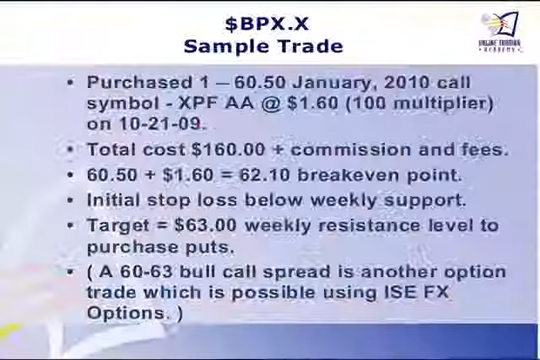 $BPX.X
Sample Trade
ONLINE TRADING
ACADEMY
• Purchased 1 – 60.50 January, 2010 call
symbol - XPF AA @ $1.60 (100 multiplier)
on 10-21-09.
• Total cost $160.00 + commission and fees.
• 60.50 + $1.60 = 62.10 breakeven point.
• Initial stop loss below weekly support.
• Target = $63.00 weekly resistance level to
purchase puts.
• ( A 60-63 bull call spread is another option
trade which is possible using ISE FX
Options. )